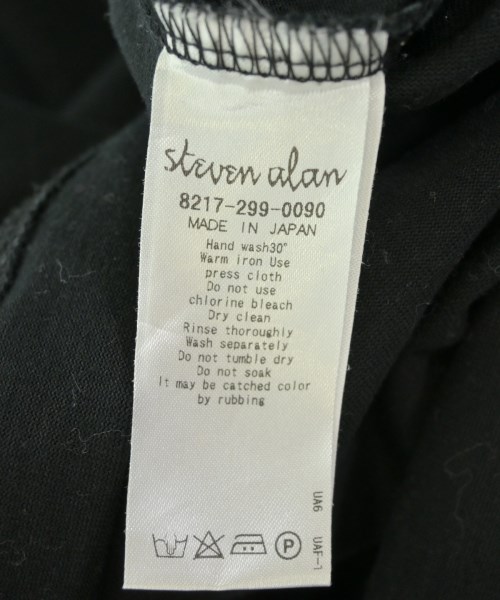 steven alan
8217-299-0090
MADE IN JAPAN
Hand wash30°
Warm iron Use
press cloth
Do not use
chlorine bleach
Dry clean
Rinse thoroughly
Wash separately
Do not tumble dry
Do not soak
It may be catched color
by rubbing
UA6 UAF-1
P